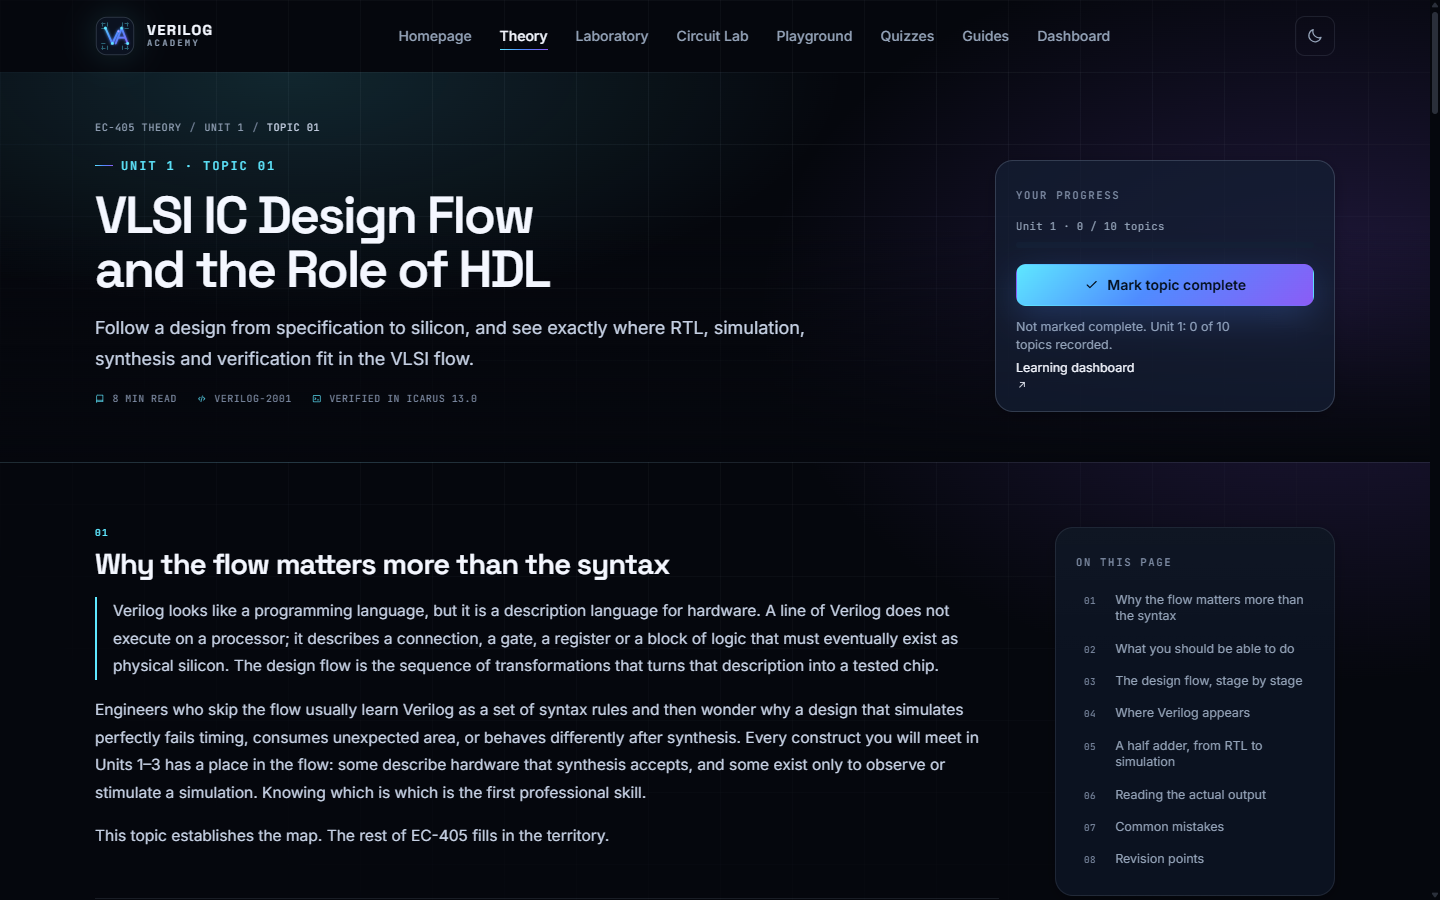 VERILOG
ACADEMY
Homepage
Theory
Laboratory
Circuit Lab
Playground
Quizzes
Guides
Dashboard
EC-405 THEORY / UNIT 1 / TOPIC 01
UNIT 1 · TOPIC 01
VLSI IC Design Flow
and the Role of HDL
Follow a design from specification to silicon, and see exactly where RTL, simulation,
synthesis and verification fit in the VLSI flow.
8 MIN READ
VERILOG-2001
VERIFIED IN ICARUS 13.0
YOUR PROGRESS
Unit 1 · 0 / 10 topics
Mark topic complete
Not marked complete. Unit 1: 0 of 10
topics recorded.
Learning dashboard
01
Why the flow matters more than the syntax
Verilog looks like a programming language, but it is a description language for hardware. A line of Verilog does not
execute on a processor; it describes a connection, a gate, a register or a block of logic that must eventually exist as
physical silicon. The design flow is the sequence of transformations that turns that description into a tested chip.
Engineers who skip the flow usually learn Verilog as a set of syntax rules and then wonder why a design that simulates
perfectly fails timing, consumes unexpected area, or behaves differently after synthesis. Every construct you will meet in
Units 1–3 has a place in the flow: some describe hardware that synthesis accepts, and some exist only to observe or
stimulate a simulation. Knowing which is which is the first professional skill.
This topic establishes the map. The rest of EC-405 fills in the territory.
ON THIS PAGE
01 Why the flow matters more than
the syntax
02 What you should be able to do
03 The design flow, stage by stage
04 Where Verilog appears
05 A half adder, from RTL to
simulation
06 Reading the actual output
07 Common mistakes
08 Revision points